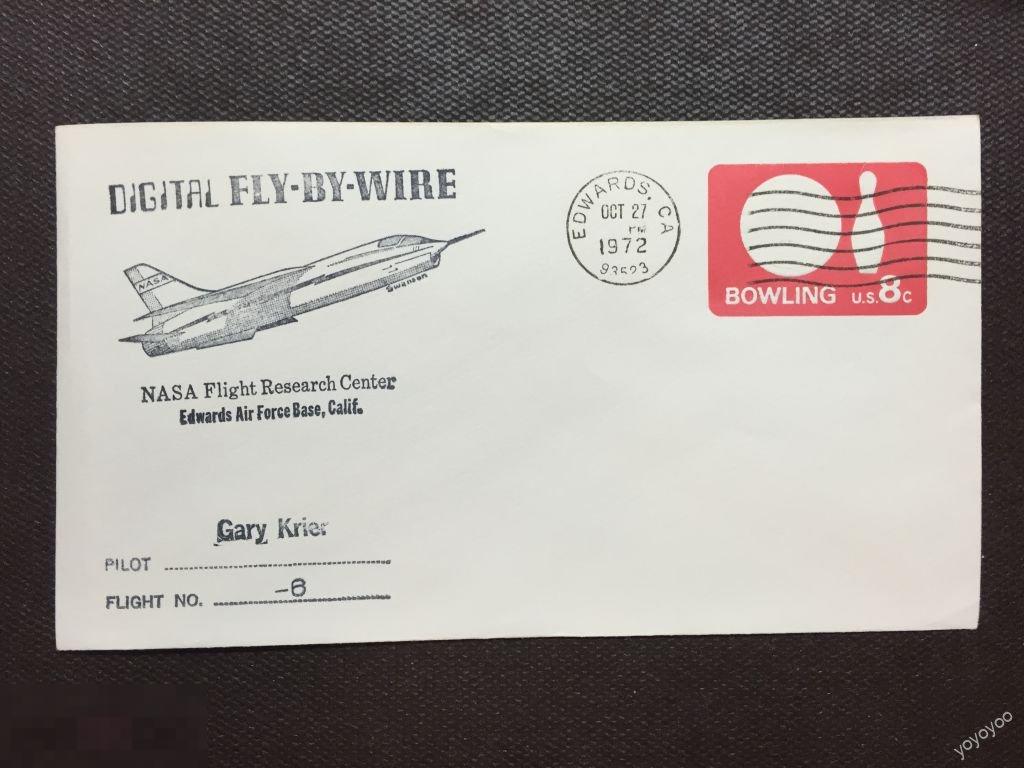 DIGITAL FLY-BY-WIRE
NASA
Swanson
NASA Flight Research Center
Edwards Air Force Base, Calif.
Gary Krier
PILOT
FLIGHT NO. -6
EDWARDS, CA
OCT 27
PM
1972
93523
BOWLING U.S. 8c
yoyoyoo